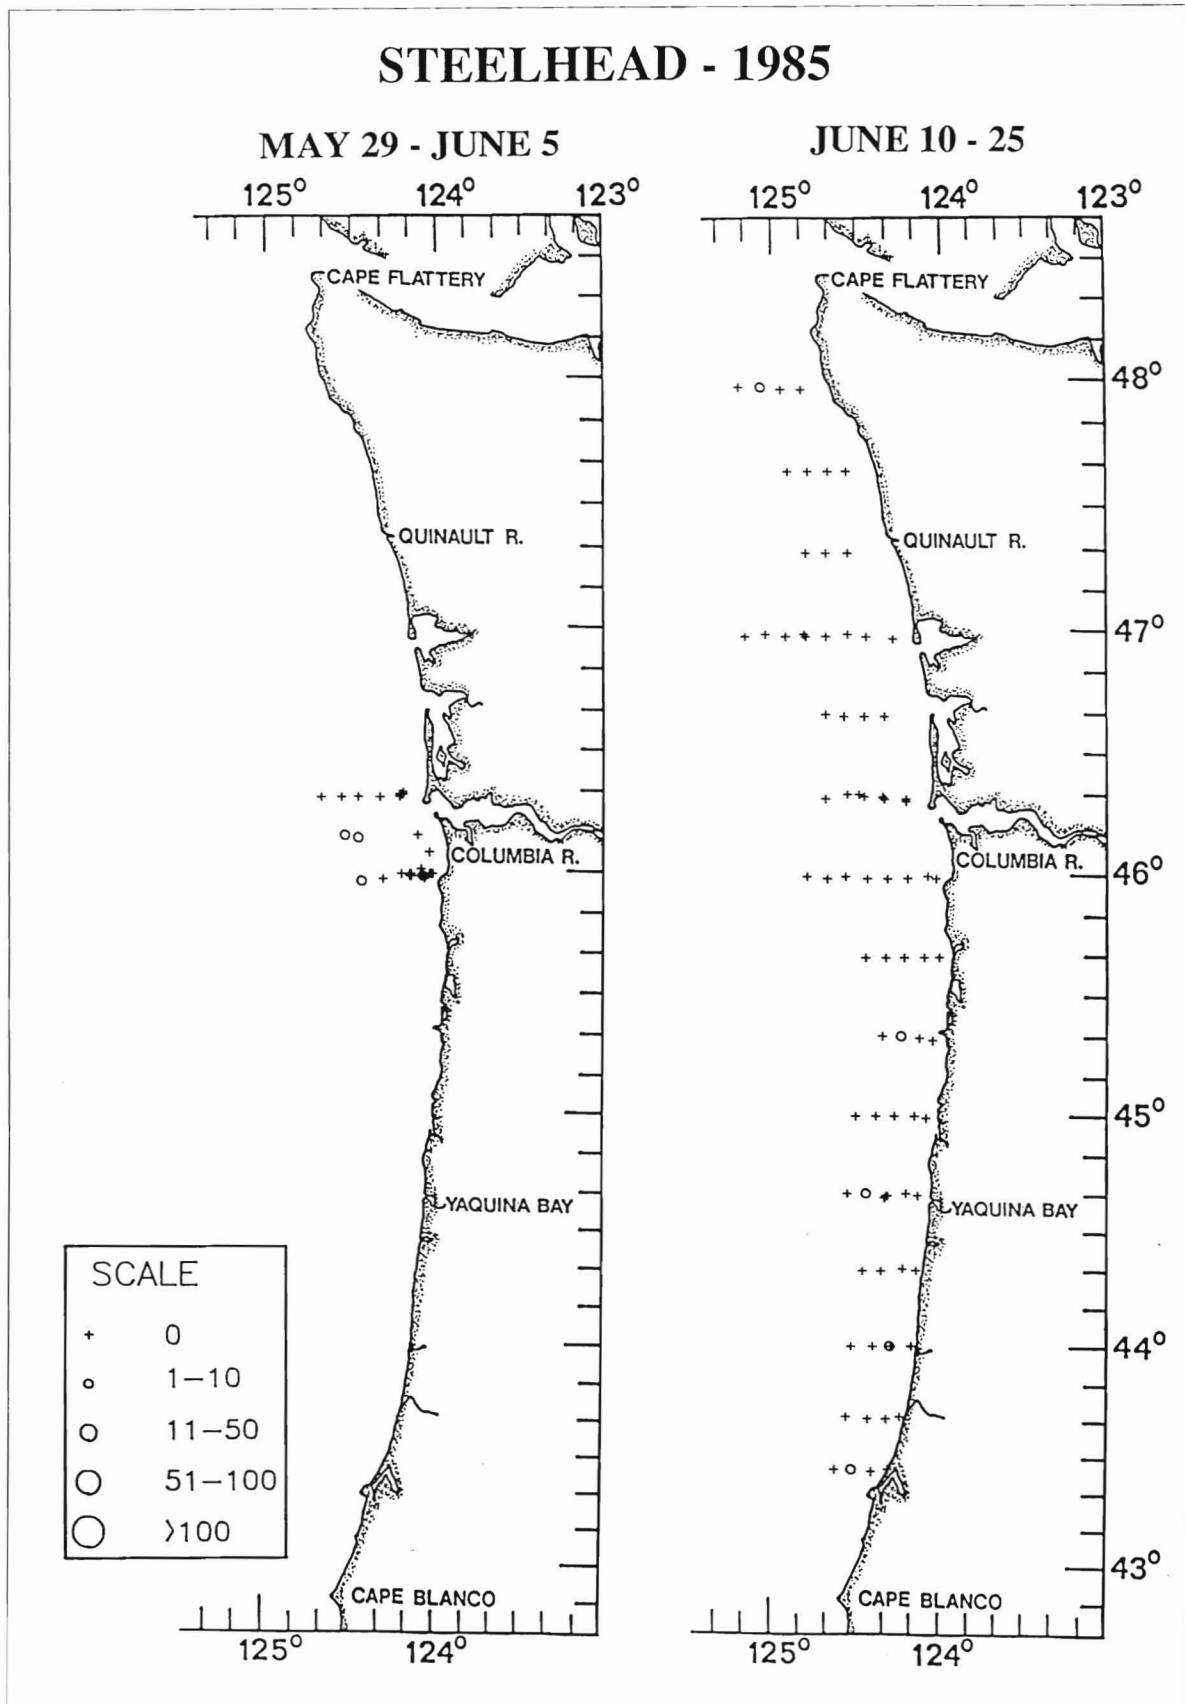 STEELHEAD - 1985
MAY 29 - JUNE 5
125° 124° 123°
CAPE FLATTERY
QUINAULT R.
COLUMBIA R.
YAQUINA BAY
CAPE BLANCO
125° 124°
SCALE
+ 0
1–10
11–50
51–100
>100
JUNE 10 - 25
125° 124° 123°
CAPE FLATTERY
48°
QUINAULT R.
47°
COLUMBIA R.
46°
45°
YAQUINA BAY
44°
43°
CAPE BLANCO
125° 124°